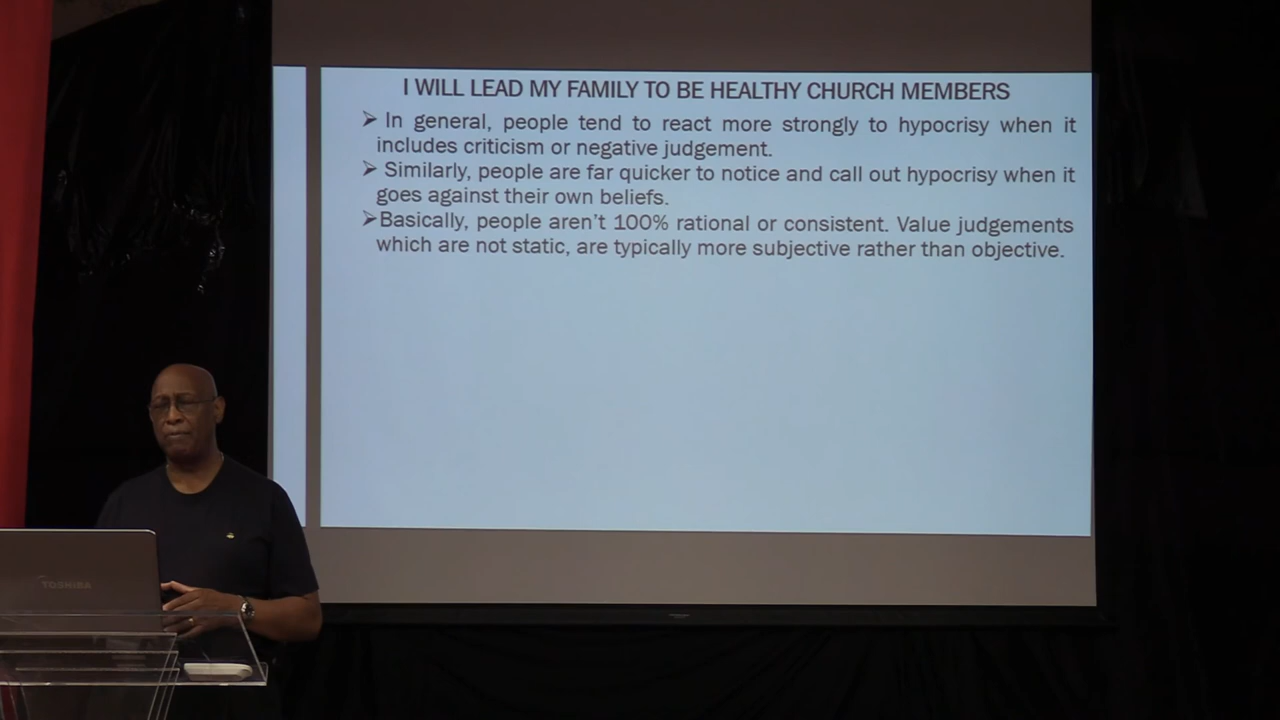 I WILL LEAD MY FAMILY TO BE HEALTHY CHURCH MEMBERS
➢ In general, people tend to react more strongly to hypocrisy when it
includes criticism or negative judgement.
➢ Similarly, people are far quicker to notice and call out hypocrisy when it
goes against their own beliefs.
➢Basically, people aren't 100% rational or consistent. Value judgements
which are not static, are typically more subjective rather than objective.
TOSHIBA